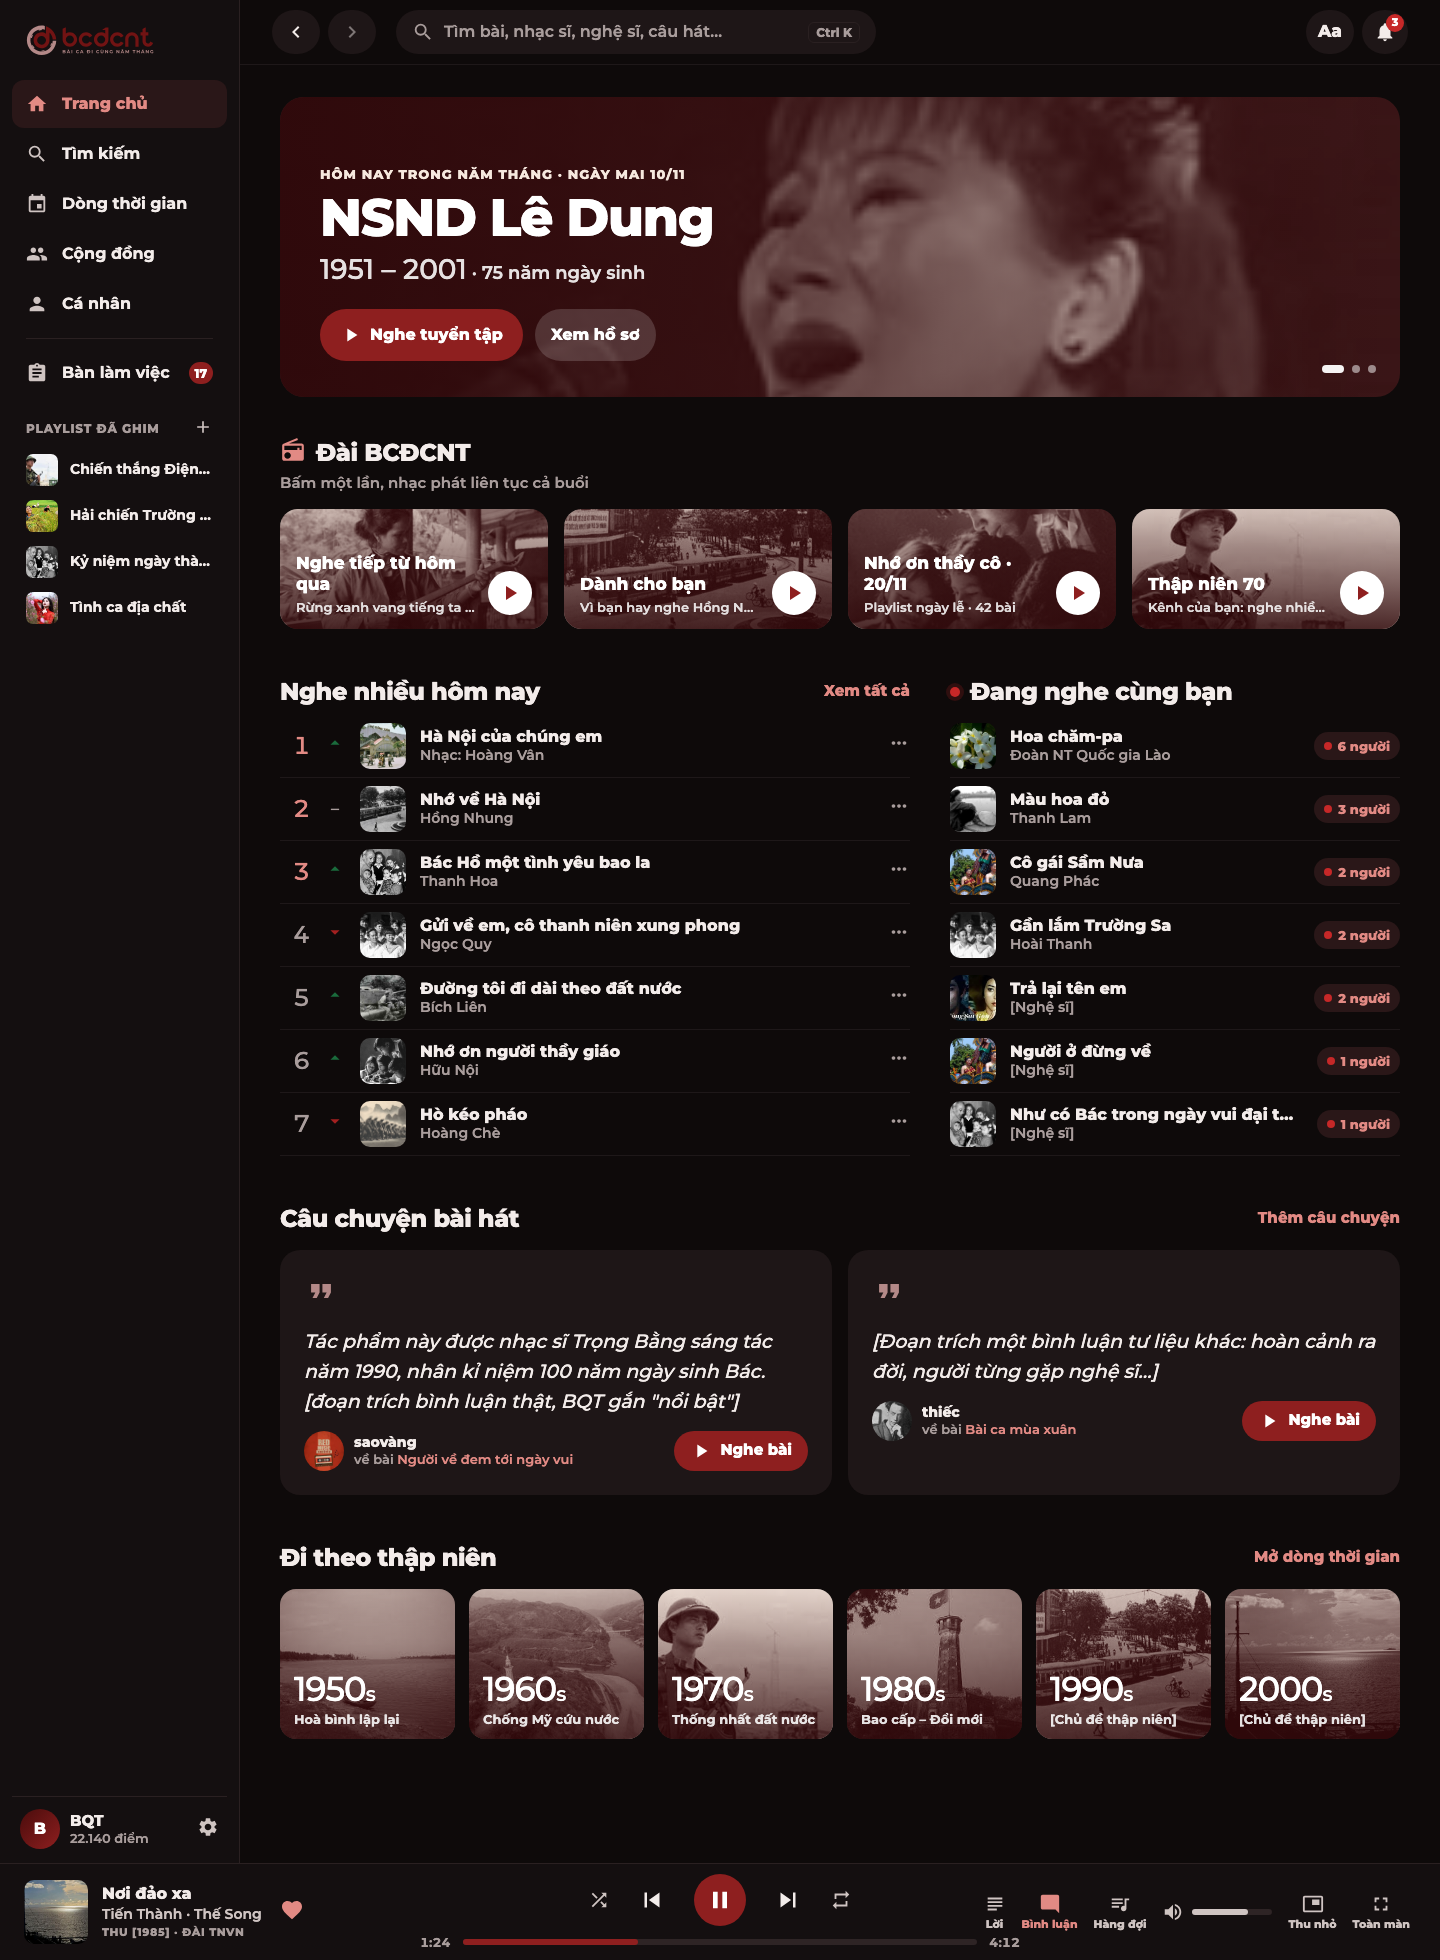 bcdcnt
BÀI CA ĐI CÙNG NĂM THÁNG
Trang chủ
Tìm kiếm
Dòng thời gian
Cộng đồng
Cá nhân
Bàn làm việc 17
PLAYLIST ĐÃ GHIM
Chiến thắng Điện...
Hải chiến Trường ...
Kỷ niệm ngày thà...
Tình ca địa chất
BQT
22.140 điểm
Tìm bài, nhạc sĩ, nghệ sĩ, câu hát... Ctrl K
Aa
3
HÔM NAY TRONG NĂM THÁNG · NGÀY MAI 10/11
NSND Lê Dung
1951 – 2001 · 75 năm ngày sinh
Nghe tuyển tập
Xem hồ sơ
Đài BCĐCNT
Bấm một lần, nhạc phát liên tục cả buổi
Nghe tiếp từ hôm
qua
Rừng xanh vang tiếng ta ...
Dành cho bạn
Vì bạn hay nghe Hồng N...
Nhớ ơn thầy cô ·
20/11
Playlist ngày lễ · 42 bài
Thập niên 70
Kênh của bạn: nghe nhiề...
Nghe nhiều hôm nay
Xem tất cả
1
Hà Nội của chúng em
Nhạc: Hoàng Vân
2
Nhớ về Hà Nội
Hồng Nhung
3
Bác Hồ một tình yêu bao la
Thanh Hoa
4
Gửi về em, cô thanh niên xung phong
Ngọc Quy
5
Đường tôi đi dài theo đất nước
Bích Liên
6
Nhớ ơn người thầy giáo
Hữu Nội
7
Hò kéo pháo
Hoàng Chè
Đang nghe cùng bạn
Hoa chăm-pa
Đoàn NT Quốc gia Lào
6 người
Màu hoa đỏ
Thanh Lam
3 người
Cô gái Sầm Nưa
Quang Phác
2 người
Gần lắm Trường Sa
Hoài Thanh
2 người
Trả lại tên em
[Nghệ sĩ]
2 người
Người ở đừng về
[Nghệ sĩ]
1 người
Như có Bác trong ngày vui đại t...
[Nghệ sĩ]
1 người
Câu chuyện bài hát
Thêm câu chuyện
Tác phẩm này được nhạc sĩ Trọng Bằng sáng tác
năm 1990, nhân kỉ niệm 100 năm ngày sinh Bác.
[đoạn trích bình luận thật, BQT gắn "nổi bật"]
saovàng
về bài Người về đem tới ngày vui
Nghe bài
[Đoạn trích một bình luận tư liệu khác: hoàn cảnh ra
đời, người từng gặp nghệ sĩ...]
thiếc
về bài Bài ca mùa xuân
Nghe bài
Đi theo thập niên
Mở dòng thời gian
1950s
Hoà bình lập lại
1960s
Chống Mỹ cứu nước
1970s
Thống nhất đất nước
1980s
Bao cấp – Đổi mới
1990s
[Chủ đề thập niên]
2000s
[Chủ đề thập niên]
Nơi đảo xa
Tiến Thành · Thế Song
THU [1985] · ĐÀI TNVN
1:24
4:12
Lời
Bình luận
Hàng đợi
Thu nhỏ
Toàn màn